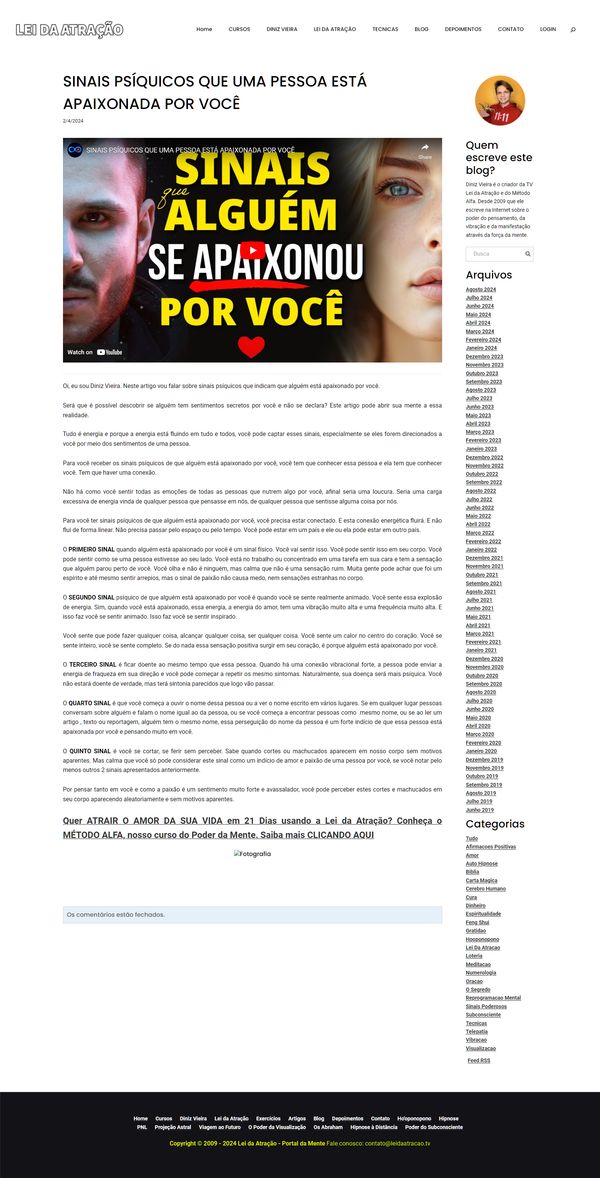 LEI DA ATRAÇÃO
Home CURSOS DINIZ VIEIRA LEI DA ATRAÇÃO TECNICAS BLOG DEPOIMENTOS CONTATO LOGIN
SINAIS PSÍQUICOS QUE UMA PESSOA ESTÁ
APAIXONADA POR VOCÊ
2/4/2024
SINAIS PSÍQUICOS QUE UMA PESSOA ESTÁ APAIXONADA POR VOCÊ
Share
SINAIS
que
ALGUÉM
SE APAIXONOU
POR VOCÊ
Watch on YouTube
Oi, eu sou Diniz Vieira. Neste artigo vou falar sobre sinais psíquicos que indicam que alguém está apaixonado por você.
Será que é possível descobrir se alguém tem sentimentos secretos por você e não se declara? Este artigo pode abrir sua mente a essa
realidade.
Tudo é energia e porque a energia está fluindo em tudo e todos, você pode captar esses sinais, especialmente se eles forem direcionados a
você por meio dos sentimentos de uma pessoa.
Para você receber os sinais psíquicos de que alguém está apaixonado por você, você tem que conhecer essa pessoa e ela tem que conhecer
você. Tem que haver uma conexão.
Não há como você sentir todas as emoções de todas as pessoas que nutrem algo por você, afinal seria uma loucura. Seria uma carga
excessiva de energia vinda de qualquer pessoa que pensasse em nós, de qualquer pessoa que sentisse alguma coisa por nós.
Para você ter sinais psíquicos de que alguém está apaixonado por você, você precisa estar conectado. E esta conexão energética fluirá. E não
flui de forma linear. Não precisa passar pelo espaço ou pelo tempo. Você pode estar em um país e ele ou ela pode estar em outro país.
O PRIMEIRO SINAL quando alguém está apaixonado por você é um sinal físico. Você vai sentir isso. Você pode sentir isso em seu corpo. Você
pode sentir como se uma pessoa estivesse ao seu lado. Você está no trabalho ou concentrado em uma tarefa em sua cara e tem a sensação
que alguém parou perto de você. Você olha e não é ninguém, mas calma que não é uma sensação ruim. Muita gente pode achar que foi um
espírito e até mesmo sentir arrepios, mas o sinal de paixão não causa medo, nem sensações estranhas no corpo.
O SEGUNDO SINAL psíquico de que alguém está apaixonado por você é quando você se sente realmente animado. Você sente essa explosão
de energia. Sim, quando você está apaixonado, essa energia, a energia do amor, tem uma vibração muito alta e uma frequência muito alta. E
isso faz você se sentir animado. Isso faz você se sentir inspirado.
Você sente que pode fazer qualquer coisa, alcançar qualquer coisa, ser qualquer coisa. Você sente um calor no centro do coração. Você se
sente inteiro, você se sente completo. Se do nada essa sensação positiva surgir em seu coração, é porque alguém está apaixonado por você.
O TERCEIRO SINAL é ficar doente ao mesmo tempo que essa pessoa. Quando há uma conexão vibracional forte, a pessoa pode enviar a
energia de fraqueza em sua direção e você pode começar a repetir os mesmo sintomas. Naturalmente, sua doença será mais psíquica. Você
não estará doente de verdade, mas terá sintoma parecidos que logo vão passar.
O QUARTO SINAL é que você começa a ouvir o nome dessa pessoa ou a ver o nome escrito em vários lugares. Se em qualquer lugar pessoas
conversam sobre alguém e falam o nome igual ao da pessoa, ou se você começa a encontrar pessoas como .mesmo nome, ou se ao ler um
artigo , texto ou reportagem, alguém tem o mesmo nome, essa perseguição do nome da pessoa é um forte indício de que essa pessoa está
apaixonada por você e pensando muito em você.
O QUINTO SINAL é você se cortar, se ferir sem perceber. Sabe quando cortes ou machucados aparecem em nosso corpo sem motivos
aparentes. Mas calma que você só pode considerar este sinal como um indício de amor e paixão de uma pessoa por você, se você notar pelo
menos outros 2 sinais apresentados anteriormente.
Por pensar tanto em você e como a paixão é um sentimento muito forte e avassalador, você pode perceber estes cortes e machucados em
seu corpo aparecendo aleatoriamente e sem motivos aparentes.
Quer ATRAIR O AMOR DA SUA VIDA em 21 Dias usando a Lei da Atração? Conheça o
MÉTODO ALFA, nosso curso do Poder da Mente. Saiba mais CLICANDO AQUI
Fotografia
Os comentários estão fechados.
11:11
Quem
escreve este
blog?
Diniz Vieira é o criador da TV
Lei da Atração e do Método
Alfa. Desde 2009 que ele
escreve na Internet sobre o
poder do pensamento, da
vibração e da manifestação
através da força da mente.
Busca
Arquivos
Agosto 2024
Julho 2024
Junho 2024
Maio 2024
Abril 2024
Março 2024
Fevereiro 2024
Janeiro 2024
Dezembro 2023
Novembro 2023
Outubro 2023
Setembro 2023
Agosto 2023
Julho 2023
Junho 2023
Maio 2023
Abril 2023
Março 2023
Fevereiro 2023
Janeiro 2023
Dezembro 2022
Novembro 2022
Outubro 2022
Setembro 2022
Agosto 2022
Julho 2022
Junho 2022
Maio 2022
Abril 2022
Março 2022
Fevereiro 2022
Janeiro 2022
Dezembro 2021
Novembro 2021
Outubro 2021
Setembro 2021
Agosto 2021
Julho 2021
Junho 2021
Maio 2021
Abril 2021
Março 2021
Fevereiro 2021
Janeiro 2021
Dezembro 2020
Novembro 2020
Outubro 2020
Setembro 2020
Agosto 2020
Julho 2020
Junho 2020
Maio 2020
Abril 2020
Março 2020
Fevereiro 2020
Janeiro 2020
Dezembro 2019
Novembro 2019
Outubro 2019
Setembro 2019
Agosto 2019
Julho 2019
Junho 2019
Categorias
Tudo
Afirmacoes Positivas
Amor
Auto Hipnose
Biblia
Carta Magica
Cerebro Humano
Cura
Dinheiro
Espiritualidade
Feng Shui
Gratidao
Hooponopono
Lei Da Atracao
Loteria
Meditacao
Numerologia
Oracao
O Segredo
Reprogramacao Mental
Sinais Poderosos
Subconsciente
Tecnicas
Telepatia
Vibracao
Visualizacao
Feed RSS
Home Cursos Diniz Vieira Lei da Atração Exercícios Artigos Blog Depoimentos Contato Ho'oponopono Hipnose
PNL Projeção Astral Viagem ao Futuro O Poder da Visualização Os Abraham Hipnose à Distância Poder do Subconsciente
Copyright © 2009 - 2024 Lei da Atração - Portal da Mente Fale conosco: contato@leidaatracao.tv